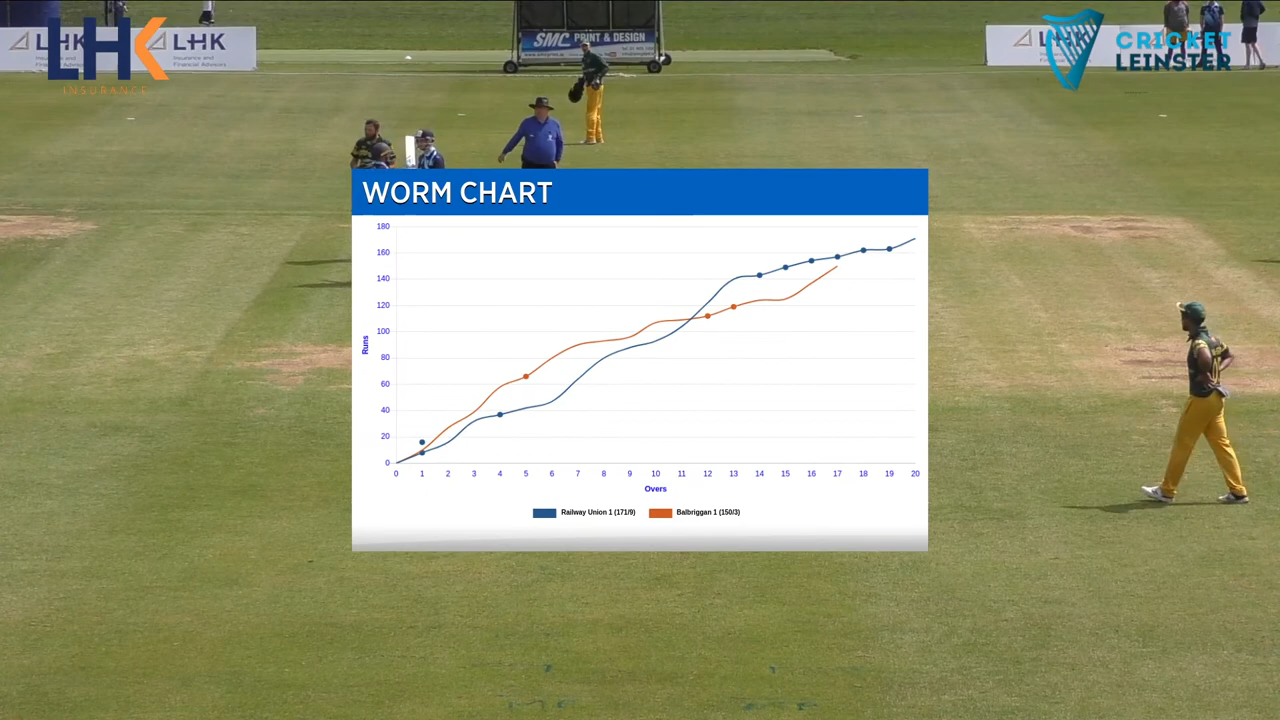 LHK
INSURANCE
LHK
Insurance and
Financial Advisors
SMC PRINT & DESIGN
CRICKET
LEINSTER
WORM CHART
180
160
140
120
100
80
60
40
20
0
Runs
0 1 2 3 4 5 6 7 8 9 10 11 12 13 14 15 16 17 18 19 20
Overs
Railway Union 1 (171/9) Balbriggan 1 (150/3)